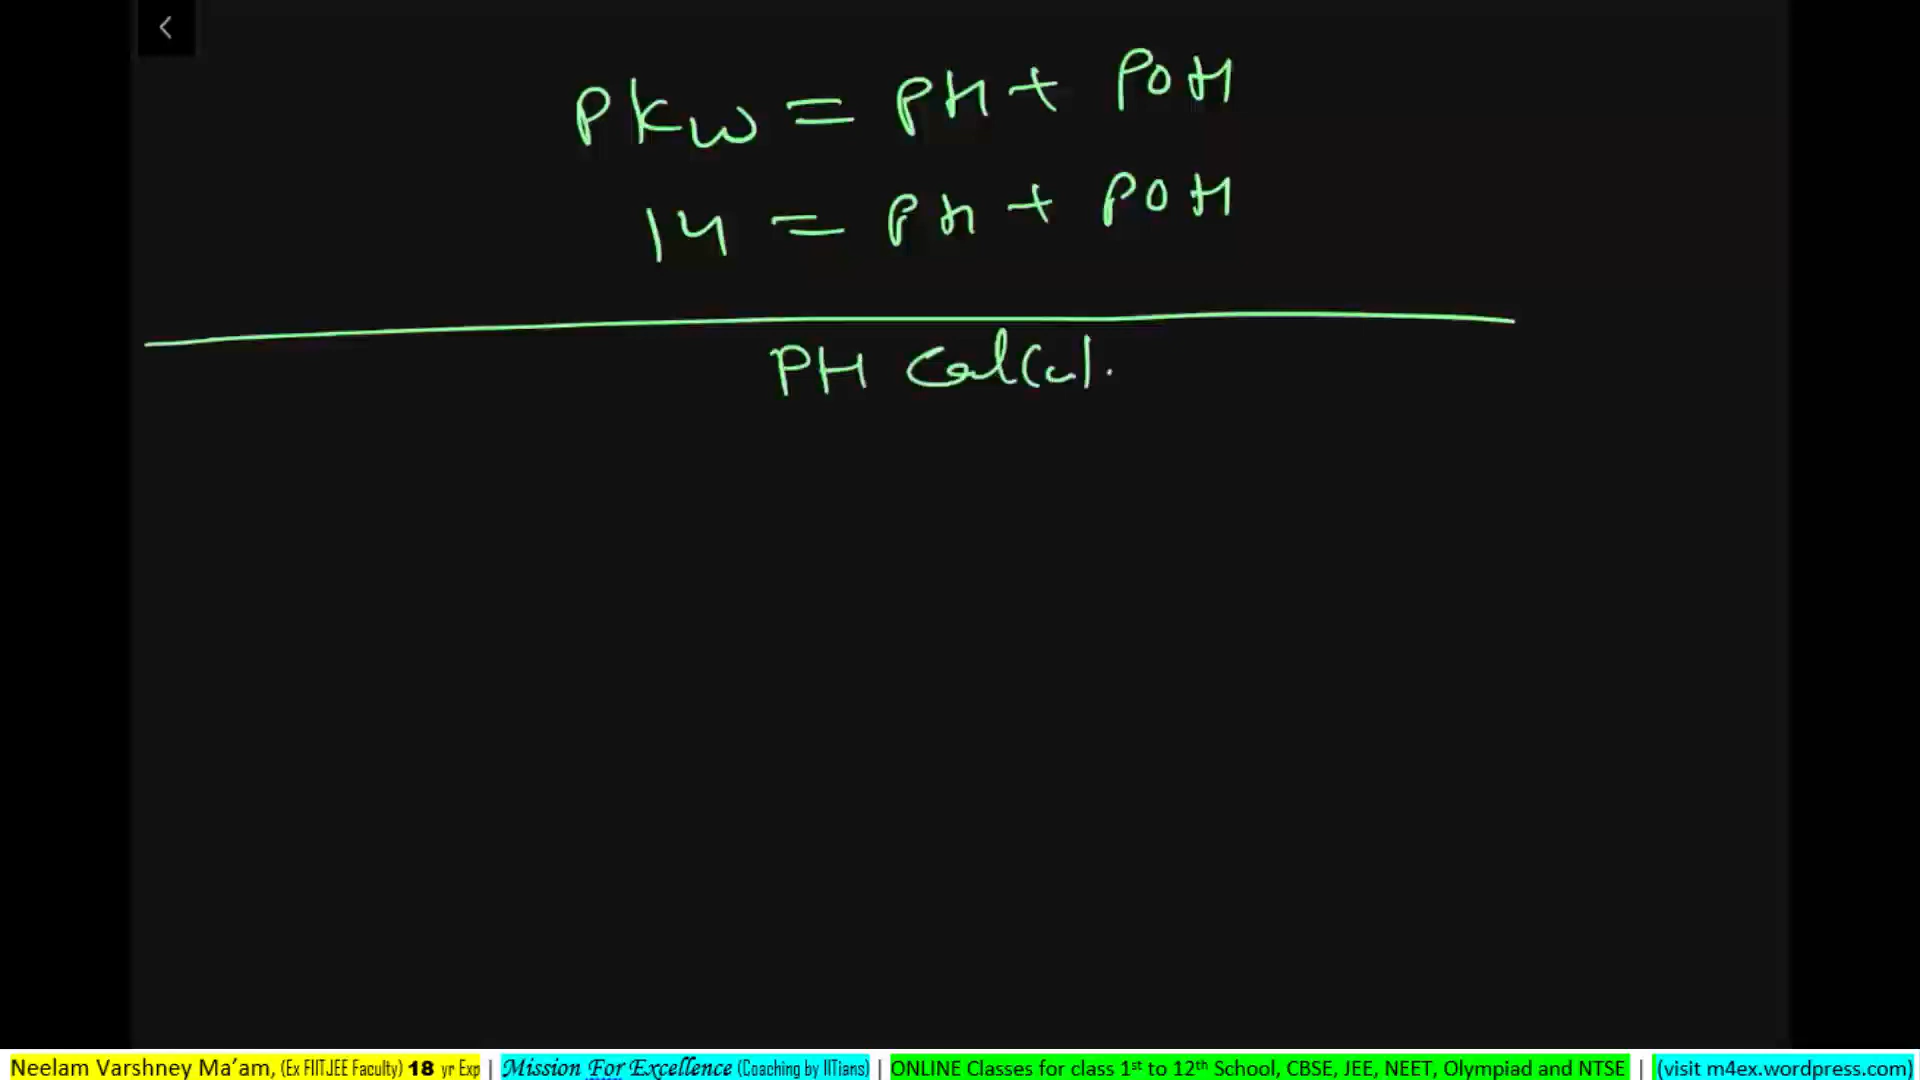 PKw = PH + POH
14 = PH + POH
PH Calcul.
Neelam Varshney Ma'am, (Ex FIITJEE Faculty) 18 yr Exp | Mission For Excellence (Coaching by IITians) | ONLINE Classes for class 1st to 12th School, CBSE, JEE, NEET, Olympiad and NTSE | (visit m4ex.wordpress.com)